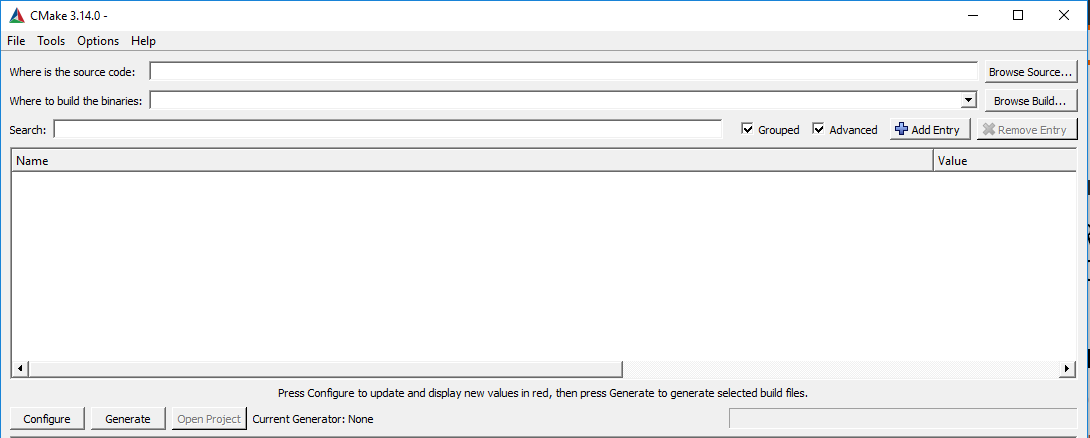 CMake 3.14.0 -
File Tools Options Help
Where is the source code: Browse Source...
Where to build the binaries: Browse Build...
Search: Grouped Advanced Add Entry Remove Entry
Name Value
Press Configure to update and display new values in red, then press Generate to generate selected build files.
Configure Generate Open Project Current Generator: None